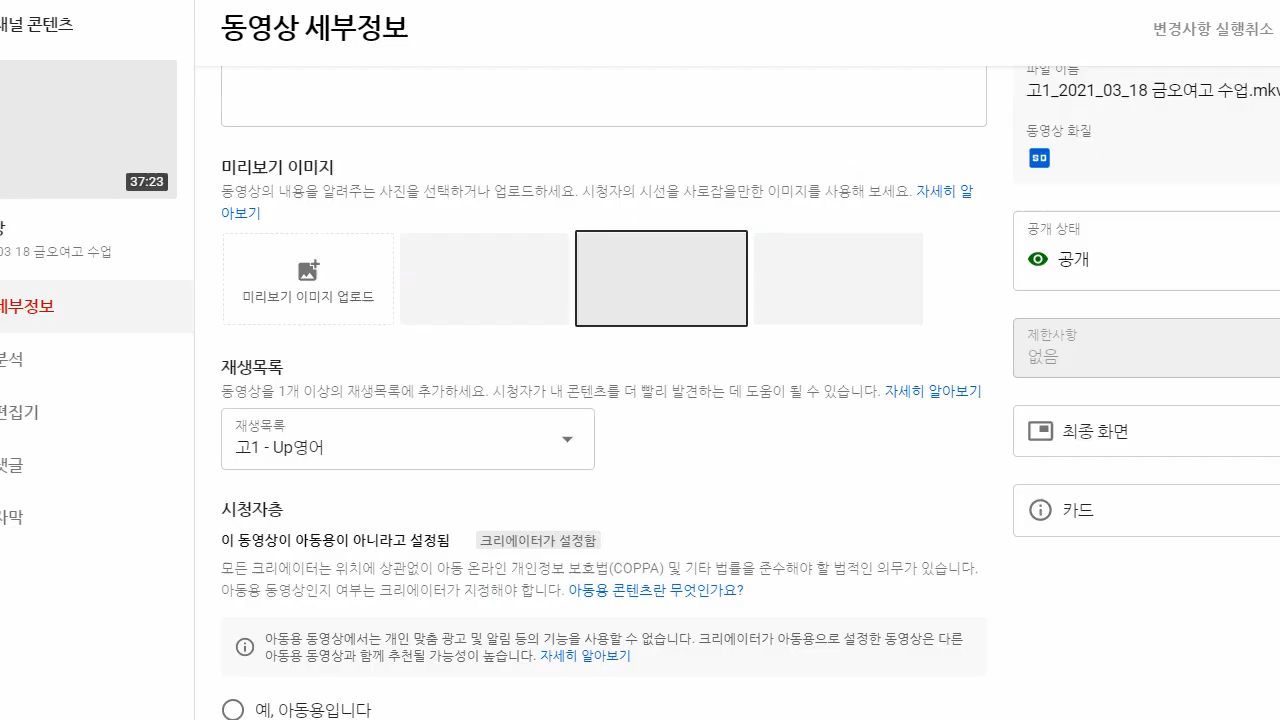 채널 콘텐츠
동영상 세부정보
변경사항 실행취소
37:23
03 18 금오여고 수업
세부정보
분석
편집기
댓글
자막
미리보기 이미지
동영상의 내용을 알려주는 사진을 선택하거나 업로드하세요. 시청자의 시선을 사로잡을만한 이미지를 사용해 보세요. 자세히 알
아보기
미리보기 이미지 업로드
재생목록
동영상을 1개 이상의 재생목록에 추가하세요. 시청자가 내 콘텐츠를 더 빨리 발견하는 데 도움이 될 수 있습니다. 자세히 알아보기
재생목록
고1 - Up영어
시청자층
이 동영상이 아동용이 아니라고 설정됨 크리에이터가 설정함
모든 크리에이터는 위치에 상관없이 아동 온라인 개인정보 보호법(COPPA) 및 기타 법률을 준수해야 할 법적인 의무가 있습니다.
아동용 동영상인지 여부는 크리에이터가 지정해야 합니다. 아동용 콘텐츠란 무엇인가요?
아동용 동영상에서는 개인 맞춤 광고 및 알림 등의 기능을 사용할 수 없습니다. 크리에이터가 아동용으로 설정한 동영상은 다른
아동용 동영상과 함께 추천될 가능성이 높습니다. 자세히 알아보기
예, 아동용입니다
파일 이름
고1_2021_03_18 금오여고 수업.mkv
동영상 화질
SD
공개 상태
공개
제한사항
없음
최종 화면
카드